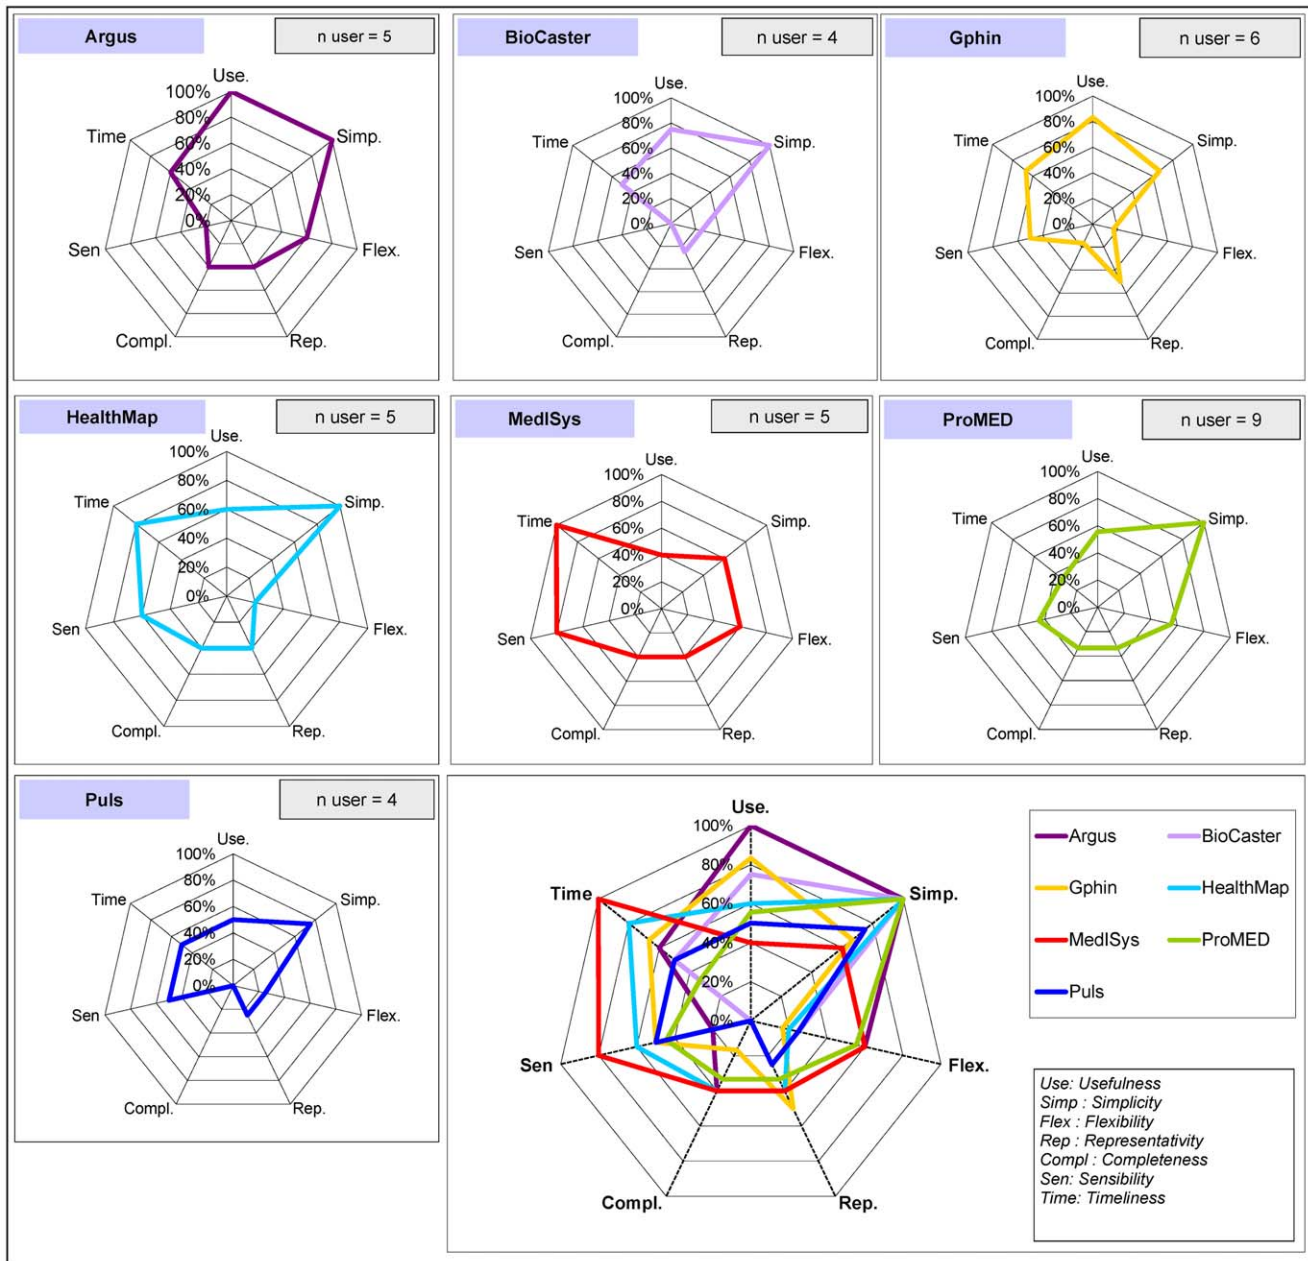 Argus
n user = 5
Use.
100%
80%
60%
40%
20%
0%
Time
Simp.
Sen
Flex.
Compl.
Rep.
BioCaster
n user = 4
Use.
100%
80%
60%
40%
20%
0%
Time
Simp.
Sen
Flex.
Compl.
Rep.
Gphin
n user = 6
Use.
100%
80%
60%
40%
20%
0%
Time
Simp.
Sen
Flex.
Compl.
Rep.
HealthMap
n user = 5
Use.
100%
80%
60%
40%
20%
0%
Time
Simp.
Sen
Flex.
Compl.
Rep.
MedISys
n user = 5
Use.
100%
80%
60%
40%
20%
0%
Time
Simp.
Sen
Flex.
Compl.
Rep.
ProMED
n user = 9
Use.
100%
80%
60%
40%
20%
0%
Time
Simp.
Sen
Flex.
Compl.
Rep.
Puls
n user = 4
Use.
100%
80%
60%
40%
20%
0%
Time
Simp.
Sen
Flex.
Compl.
Rep.
Use.
100%
80%
60%
40%
20%
0%
Time
Simp.
Sen
Flex.
Compl.
Rep.
Argus
BioCaster
Gphin
HealthMap
MedISys
ProMED
Puls
Use: Usefulness
Simp : Simplicity
Flex : Flexibility
Rep : Representativity
Compl : Completeness
Sen: Sensibility
Time: Timeliness